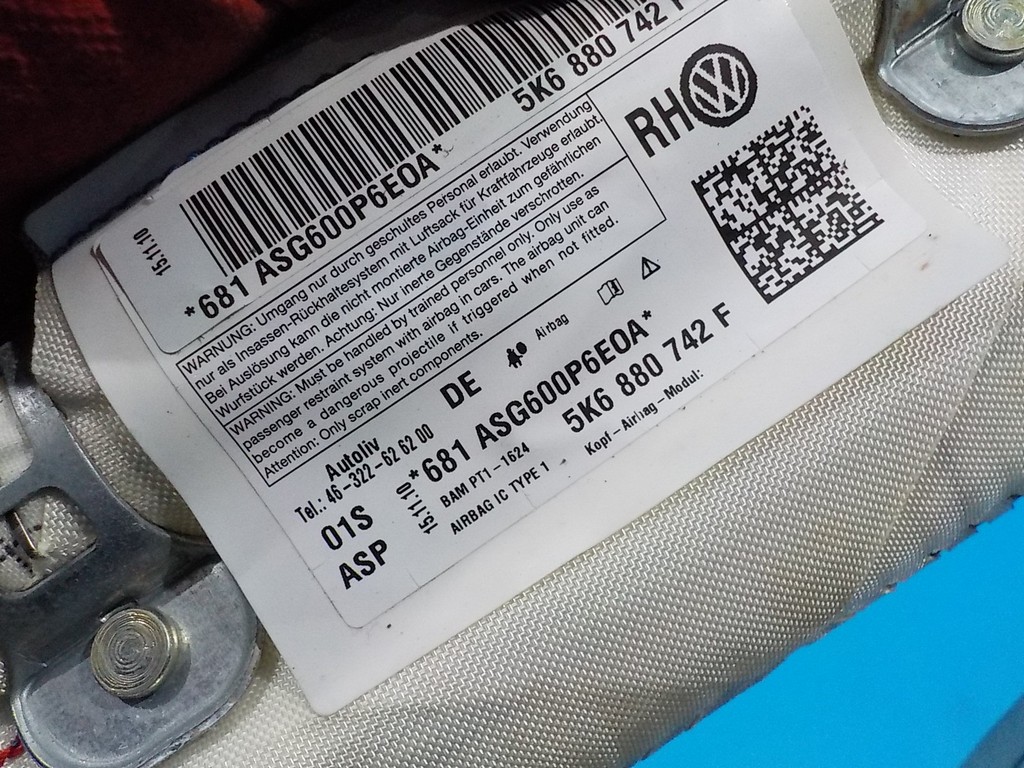 5K6 880 742 F
15.11.10
*681 ASG600P6E0A*
RH
WARNING: Umgang nur durch geschultes Personal erlaubt. Verwendung
nur als Insassen-Rückhaltesystem mit Luftsack für Kraftfahrzeuge erlaubt.
Bei Auslösung kann die nicht montierte Airbag-Einheit zum gefährlichen
Wurfstück werden. Achtung: Nur inerte Gegenstände verschrotten.
WARNING: Must be handled by trained personnel only. Only use as
passenger restraint system with airbag in cars. The airbag unit can
become a dangerous projectile if triggered when not fitted.
Attention: Only scrap inert components.
Autoliv
DE
Airbag
Tel.: 46-322-62 62 00
01S
ASP
15.11.10
*681 ASG600P6E0A*
BAM PT1-1624
5K6 880 742 F
AIRBAG IC TYPE 1
Kopf-Airbag-Modul: